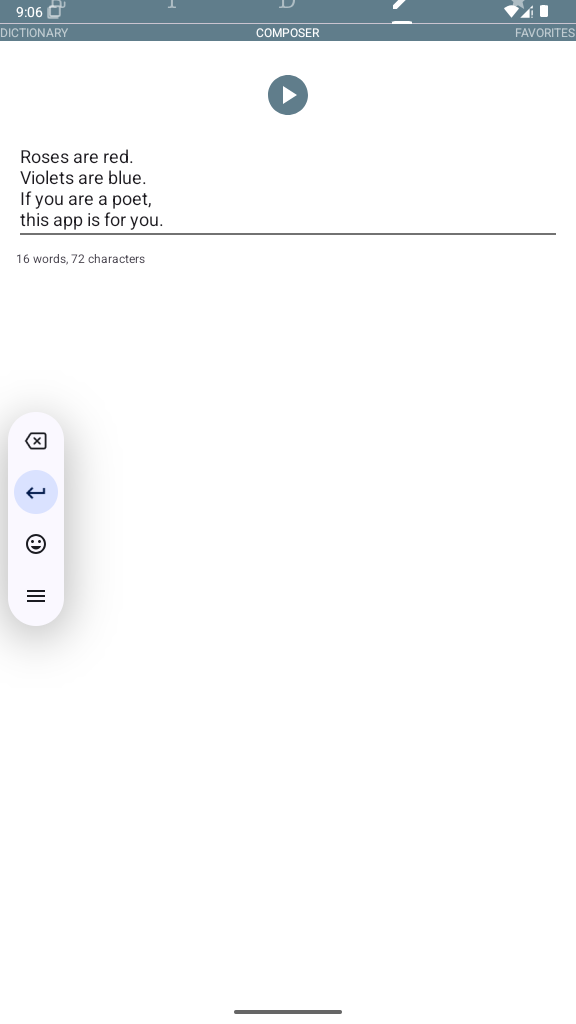 9:06
DICTIONARY
COMPOSER
FAVORITES
Roses are red.
Violets are blue.
If you are a poet,
this app is for you.
16 words, 72 characters